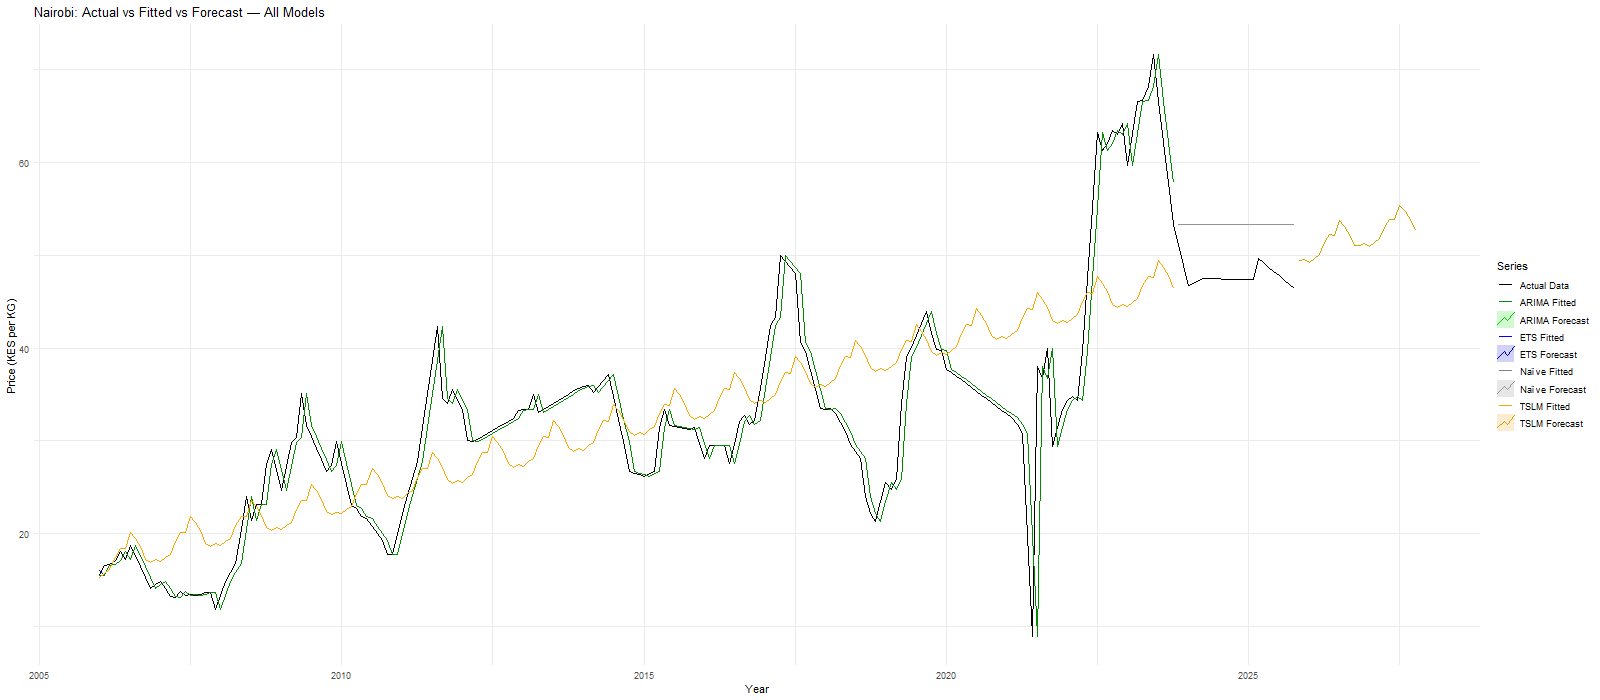 Nairobi: Actual vs Fitted vs Forecast — All Models
Price (KES per KG)
60
40
20
2005
2010
2015
2020
2025
Year
Series
Actual Data
ARIMA Fitted
ARIMA Forecast
ETS Fitted
ETS Forecast
Naïve Fitted
Naïve Forecast
TSLM Fitted
TSLM Forecast